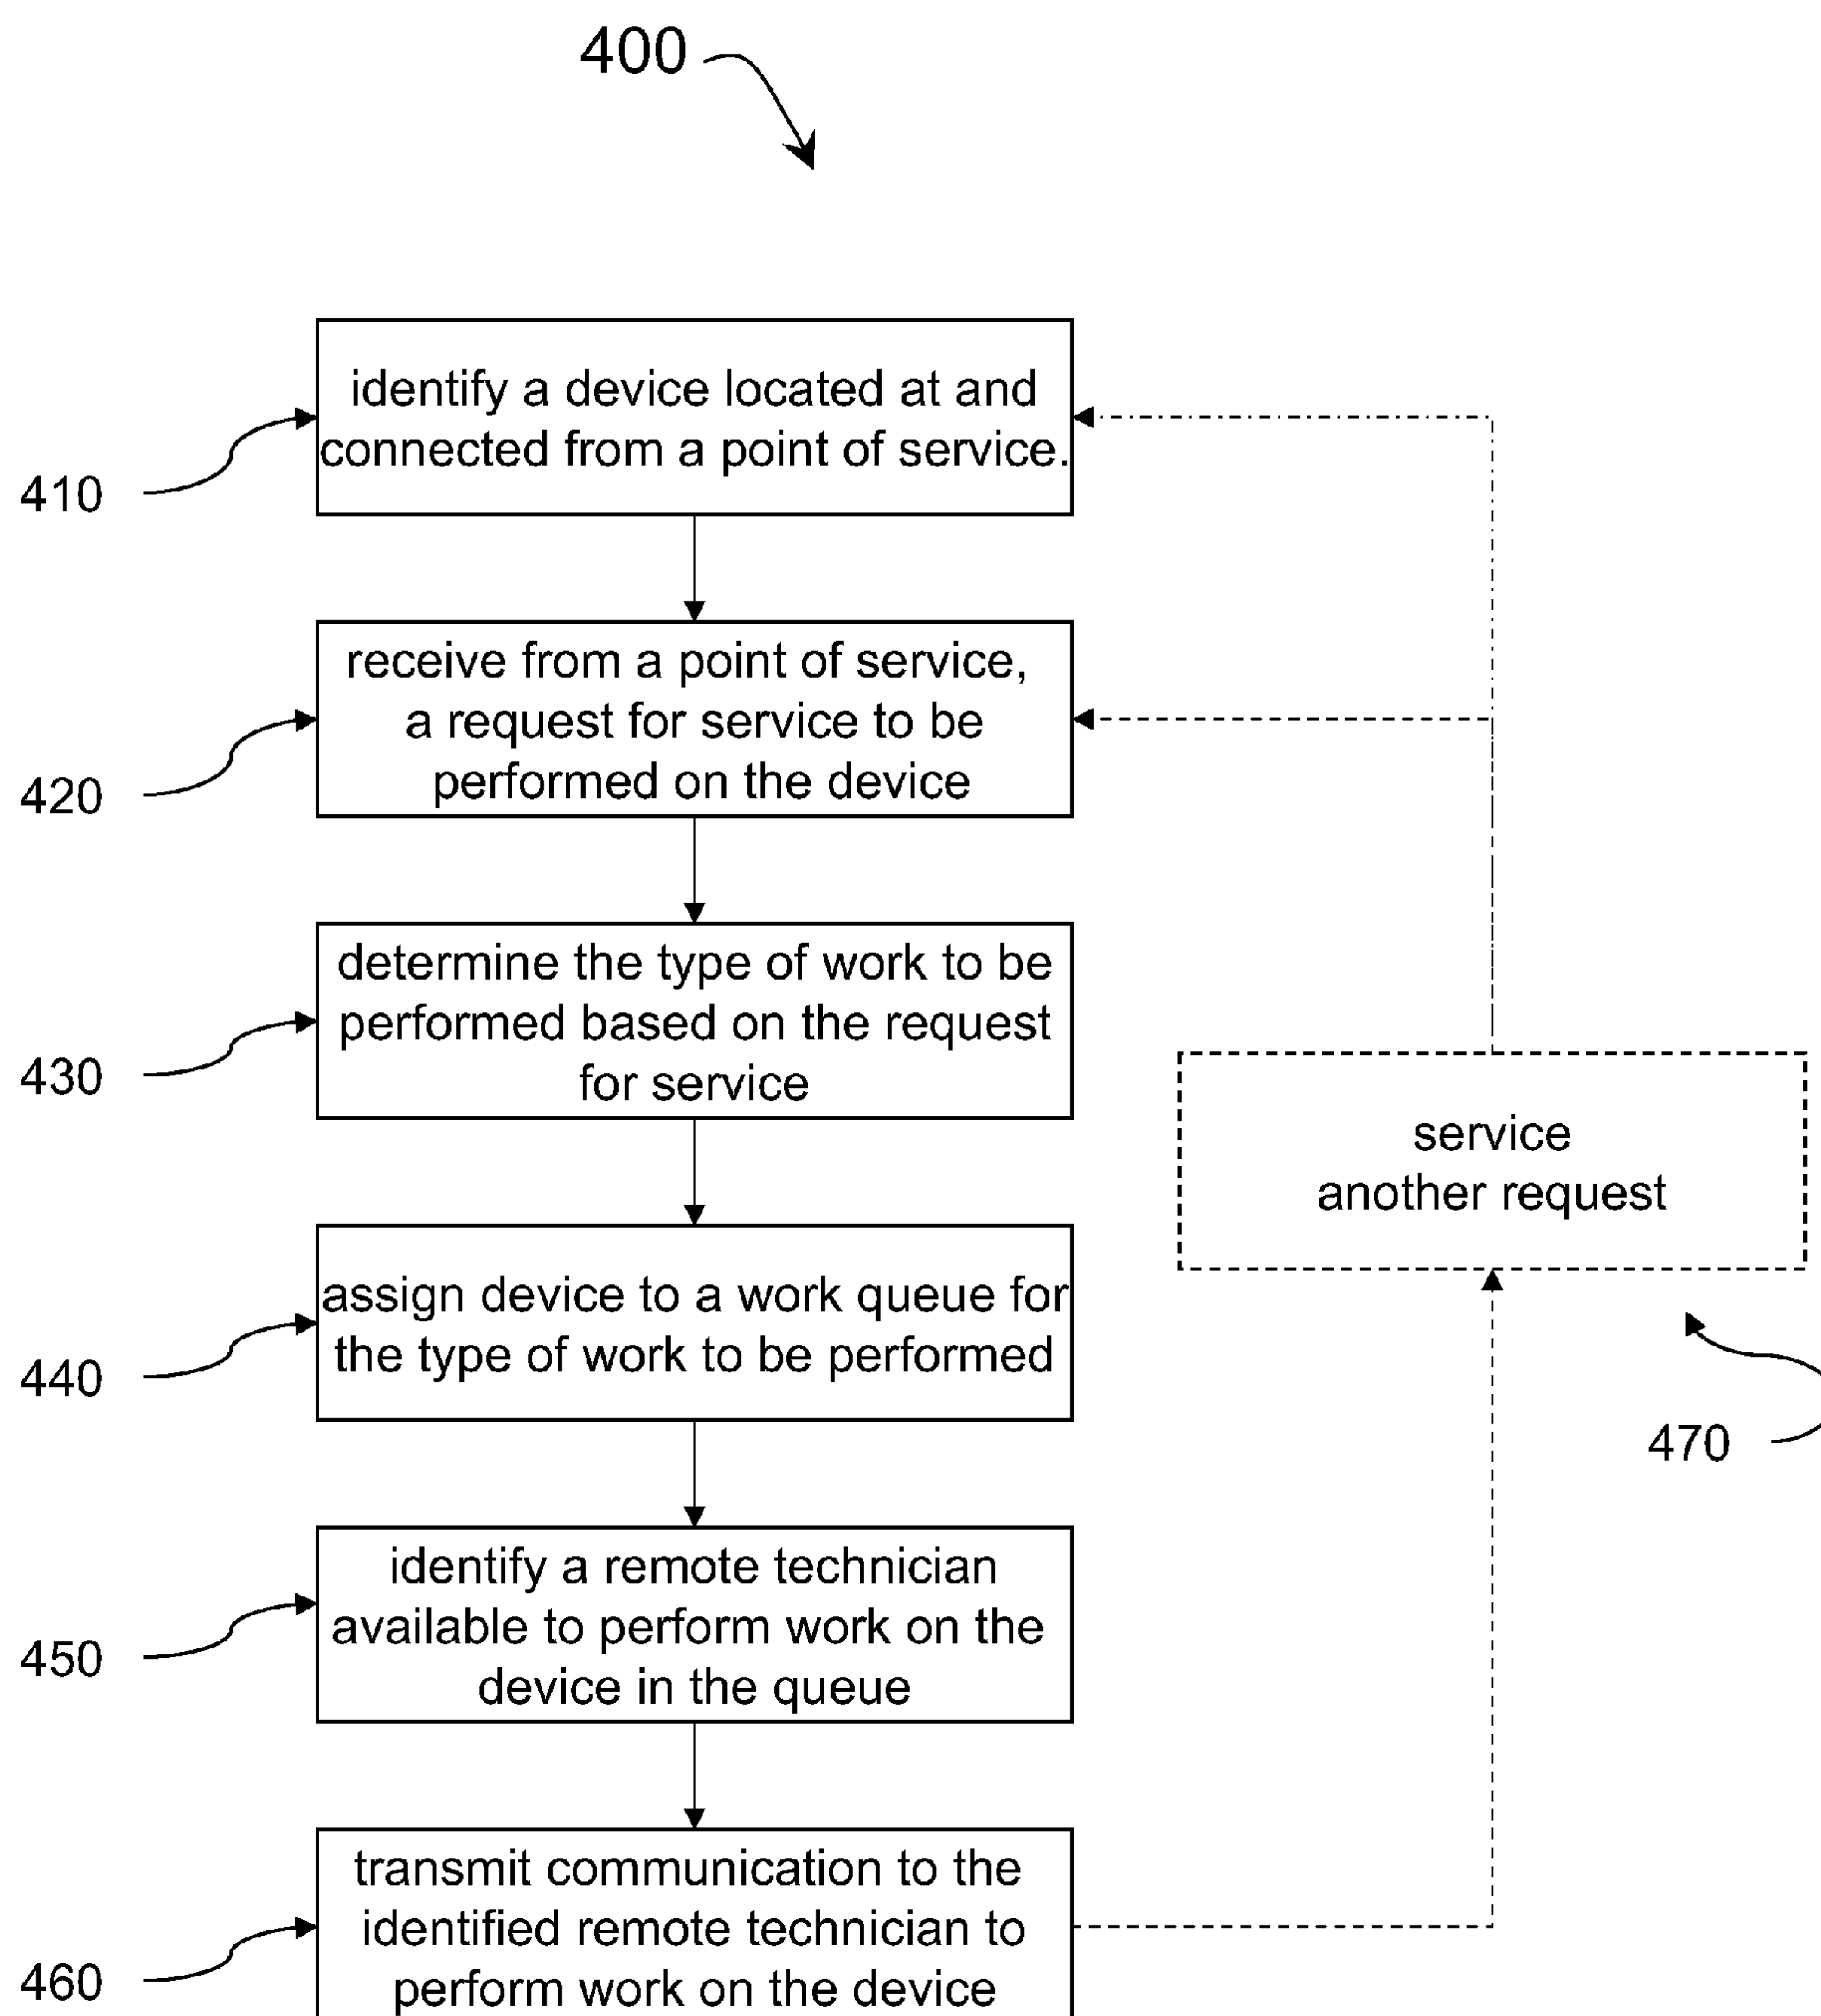 400
410
identify a device located at and
connected from a point of service.
420
receive from a point of service,
a request for service to be
performed on the device
430
determine the type of work to be
performed based on the request
for service
service
another request
440
assign device to a work queue for
the type of work to be performed
470
450
identify a remote technician
available to perform work on the
device in the queue
460
transmit communication to the
identified remote technician to
perform work on the device